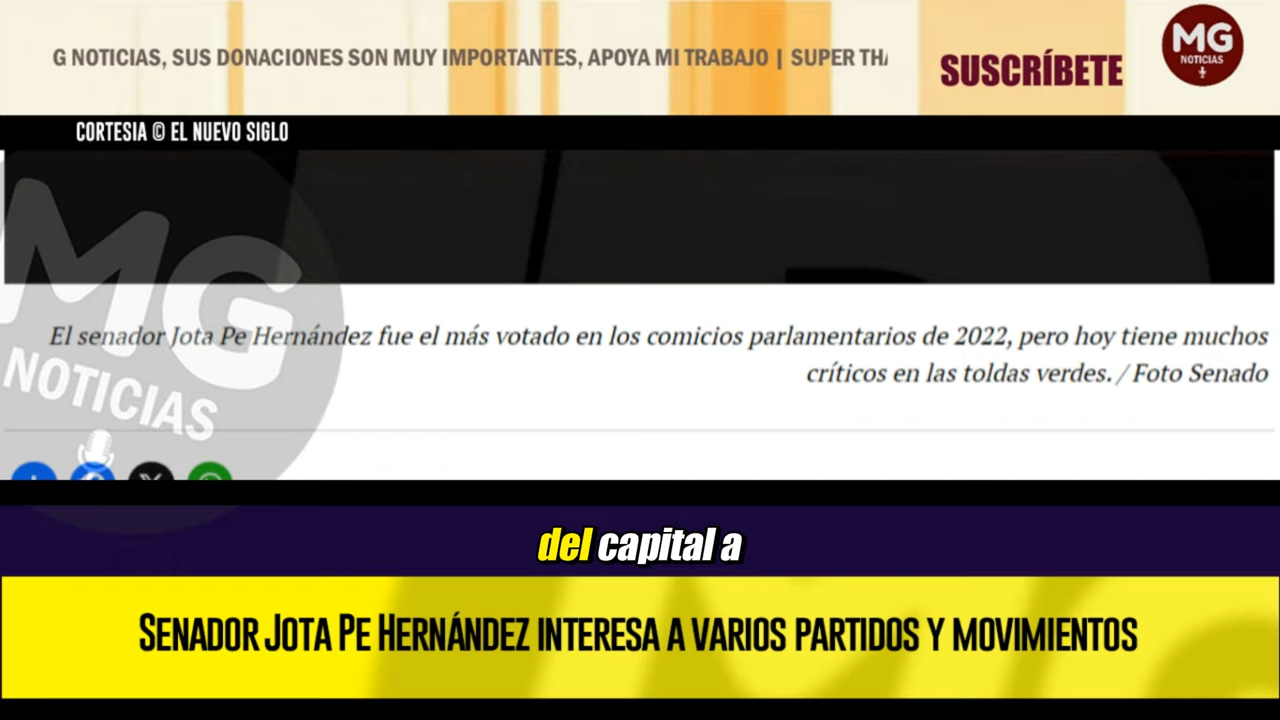 G NOTICIAS, SUS DONACIONES SON MUY IMPORTANTES, APOYA MI TRABAJO | SUPER
SUSCRÍBETE
MG
NOTICIAS
CORTESIA © EL NUEVO SIGLO
MG
NOTICIAS
El senador Jota Pe Hernández fue el más votado en los comicios parlamentarios de 2022, pero hoy tiene muchos
críticos en las toldas verdes. / Foto Senado
del capital a
SENADOR JOTA PE HERNÁNDEZ INTERESA A VARIOS PARTIDOS Y MOVIMIENTOS